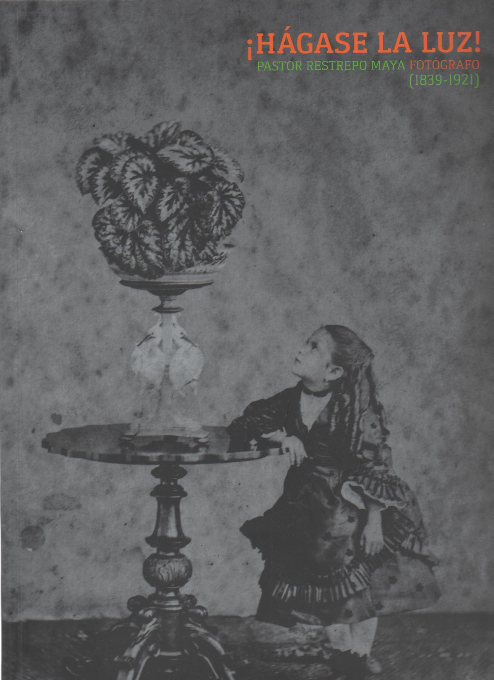 ¡HÁGASE LA LUZ!
PASTOR RESTREPO MAYA FOTÓGRAFO
(1839-1921)